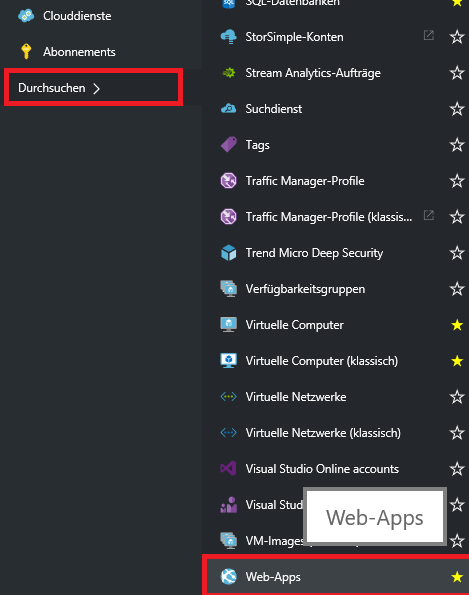 Clouddienste
Abonnements
Durchsuchen
SQL-Datenbanken
StorSimple-Konten
Stream Analytics-Aufträge
Suchdienst
Tags
Traffic Manager-Profile
Traffic Manager-Profile (klassis...
Trend Micro Deep Security
Verfügbarkeitsgruppen
Virtuelle Computer
Virtuelle Computer (klassisch)
Virtuelle Netzwerke
Virtuelle Netzwerke (klassisch)
Visual Studio Online accounts
Visual Stud
Web-Apps
VM-Images
Web-Apps